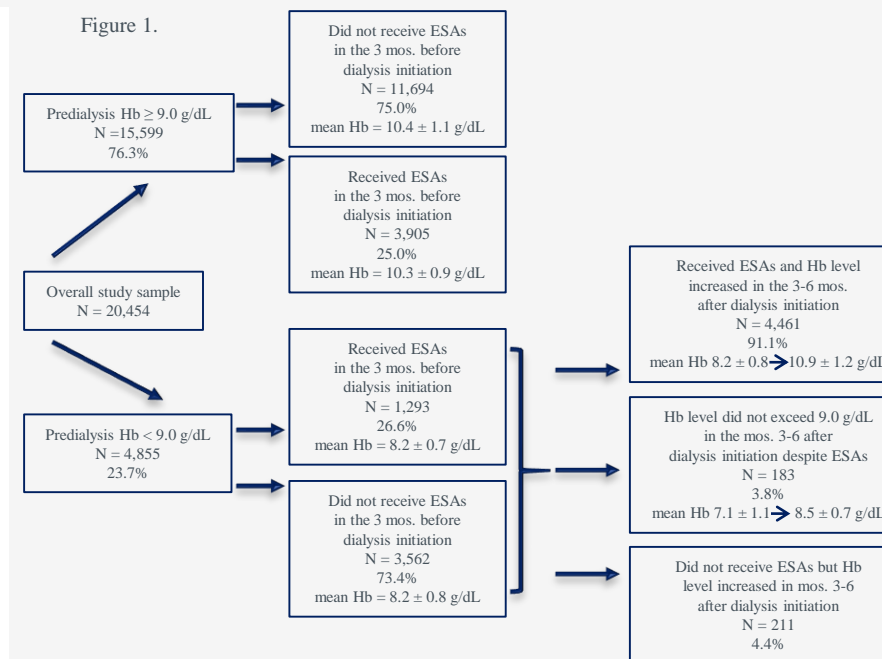 Figure 1.
Did not receive ESAs
in the 3 mos. before
dialysis initiation
N = 11,694
75.0%
mean Hb = 10.4 ± 1.1 g/dL
Predialysis Hb ≥ 9.0 g/dL
N =15,599
76.3%
Received ESAs
in the 3 mos. before
dialysis initiation
N = 3,905
25.0%
mean Hb = 10.3 ± 0.9 g/dL
Overall study sample
N = 20,454
Received ESAs
in the 3 mos. before
dialysis initiation
N = 1,293
26.6%
mean Hb = 8.2 ± 0.7 g/dL
Predialysis Hb < 9.0 g/dL
N = 4,855
23.7%
Did not receive ESAs
in the 3 mos. before
dialysis initiation
N = 3,562
73.4%
mean Hb = 8.2 ± 0.8 g/dL
Received ESAs and Hb level
increased in the 3-6 mos.
after dialysis initiation
N = 4,461
91.1%
mean Hb 8.2 ± 0.8 → 10.9 ± 1.2 g/dL
Hb level did not exceed 9.0 g/dL
in the mos. 3-6 after
dialysis initiation despite ESAs
N = 183
3.8%
mean Hb 7.1 ± 1.1 → 8.5 ± 0.7 g/dL
Did not receive ESAs but Hb
level increased in mos. 3-6
after dialysis initiation
N = 211
4.4%